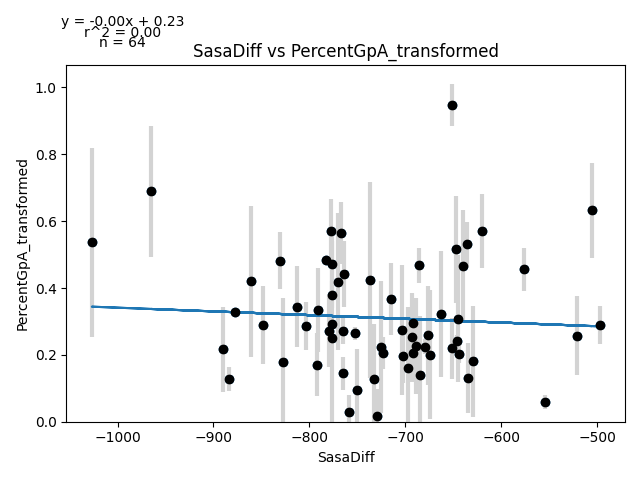 y = -0.00x + 0.23
r^2 = 0.00
n = 64
SasaDiff vs PercentGpA_transformed
PercentGpA_transformed
1.0
0.8
0.6
0.4
0.2
0.0
−1000 −900 −800 −700 −600 −500
SasaDiff